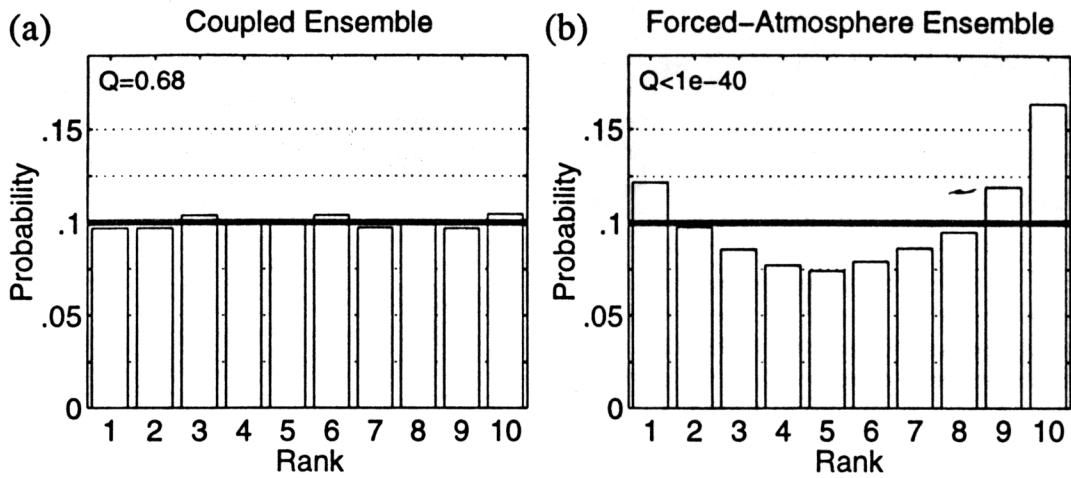 (a) Coupled Ensemble
Q=0.68
Probability
.15
.1
.05
0
1 2 3 4 5 6 7 8 9 10
Rank
(b) Forced-Atmosphere Ensemble
Q<1e-40
Probability
.15
.1
.05
0
1 2 3 4 5 6 7 8 9 10
Rank